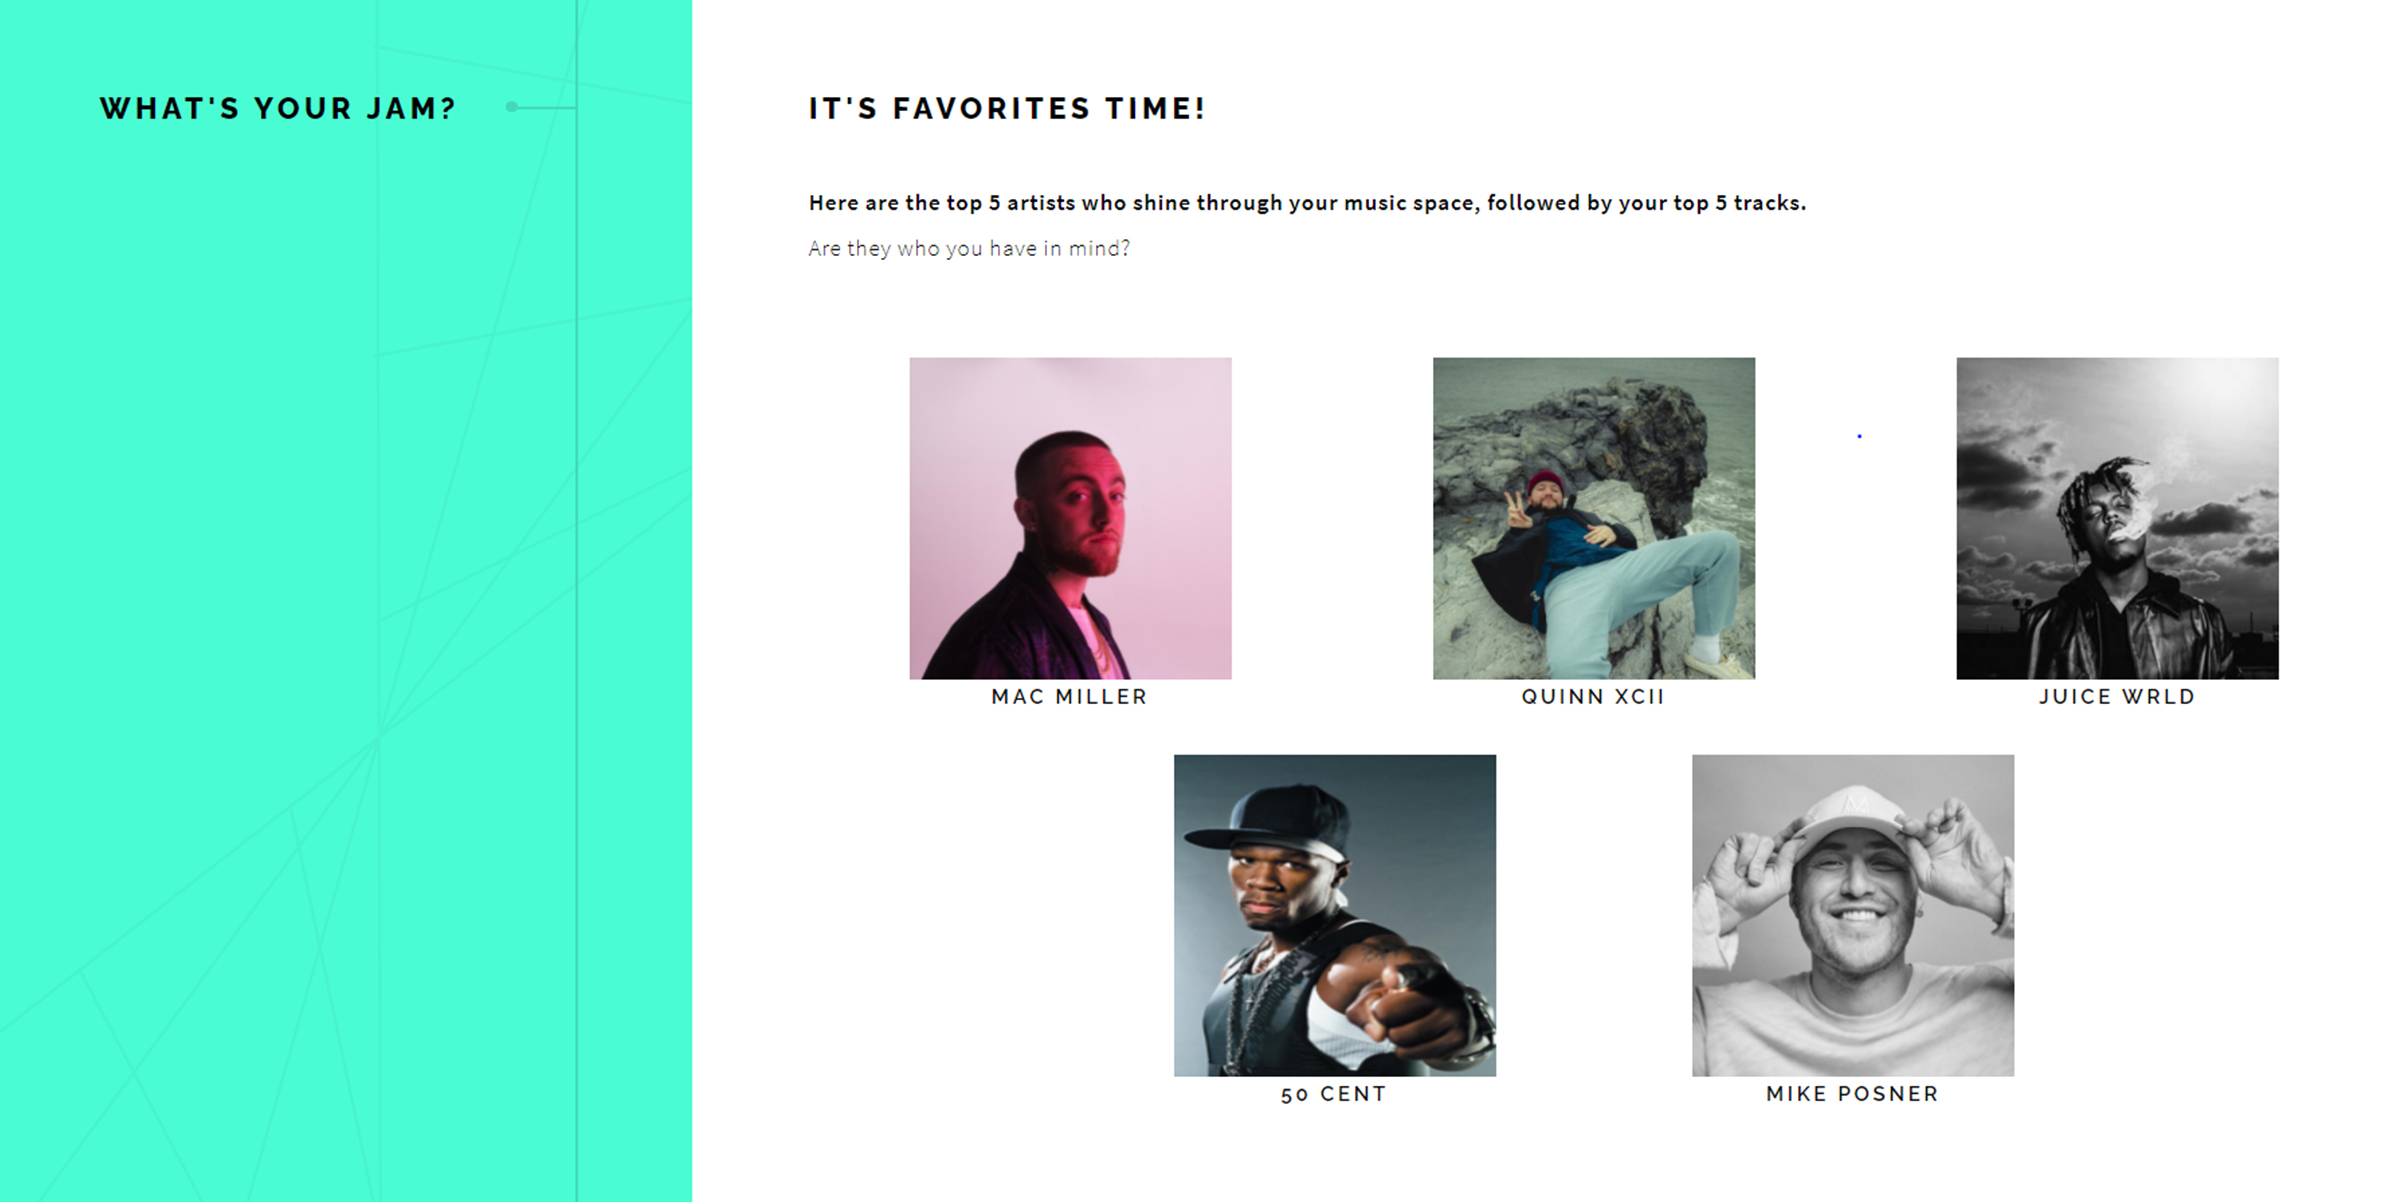 WHAT'S YOUR JAM?
IT'S FAVORITES TIME!
Here are the top 5 artists who shine through your music space, followed by your top 5 tracks.
Are they who you have in mind?
MAC MILLER
QUINN XCII
JUICE WRLD
50 CENT
MIKE POSNER